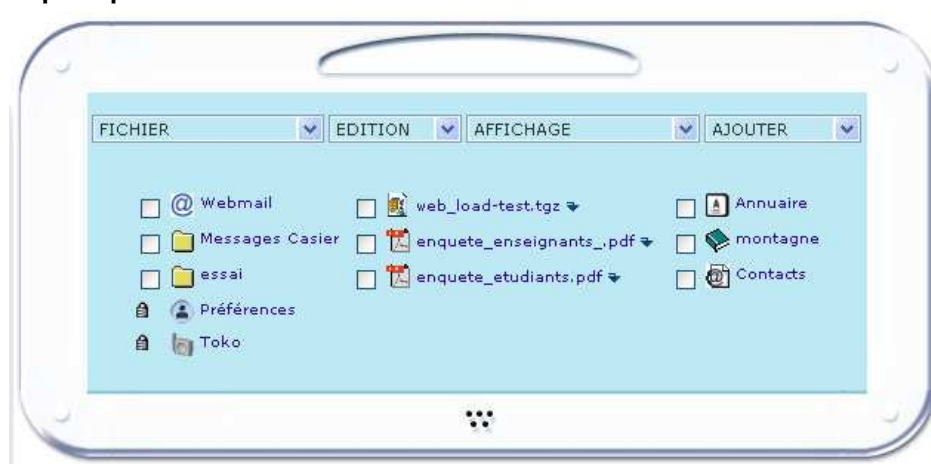 FICHIER EDITION AFFICHAGE AJOUTER
Webmail web_load-test.tgz Annuaire
Messages Casier enquete_enseignants_.pdf montagne
essai enquete_etudiants.pdf Contacts
Préférences
Toko